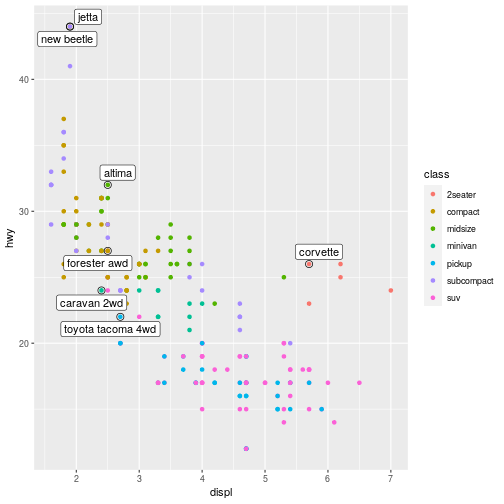 jetta
new beetle
altima
corvette
forester awd
caravan 2wd
toyota tacoma 4wd
40
30
20
hwy
2 3 4 5 6 7
displ
class
2seater
compact
midsize
minivan
pickup
subcompact
suv